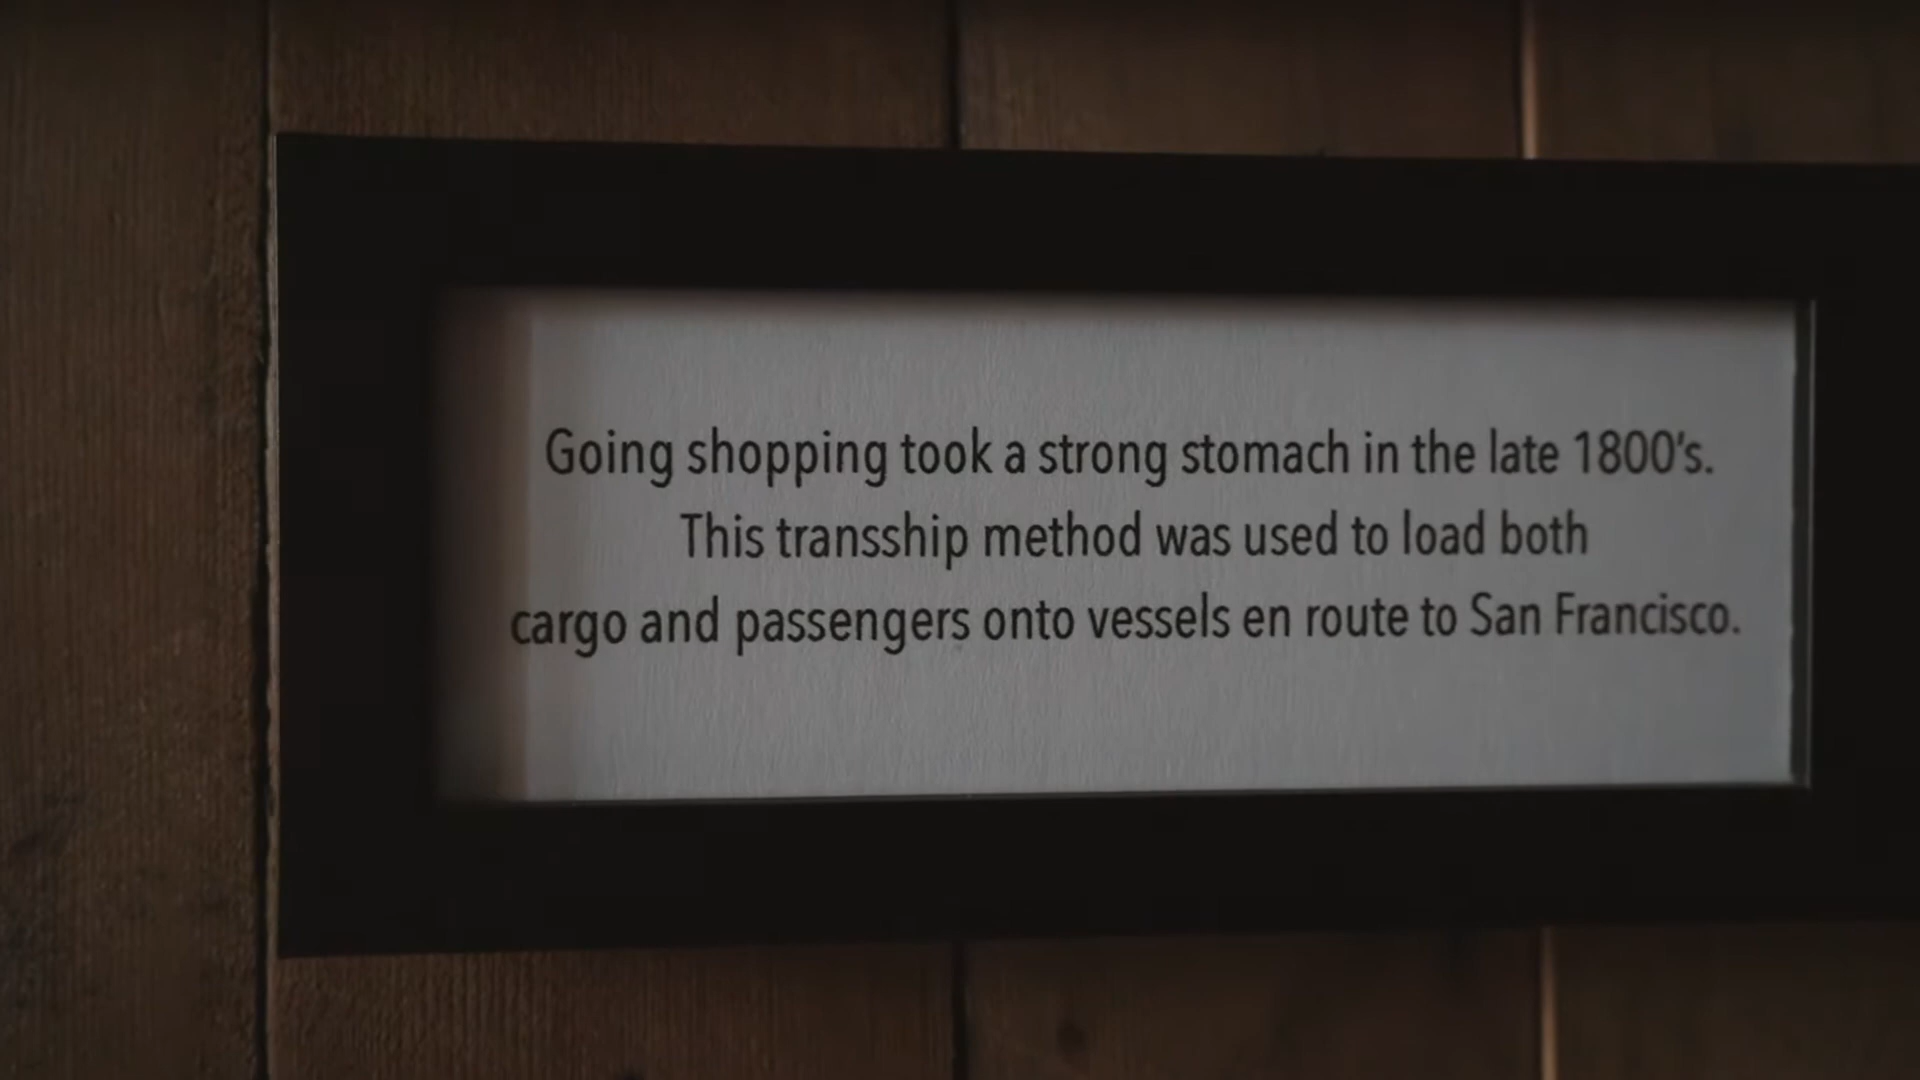 Going shopping took a strong stomach in the late 1800's.
This transship method was used to load both
cargo and passengers onto vessels en route to San Francisco.